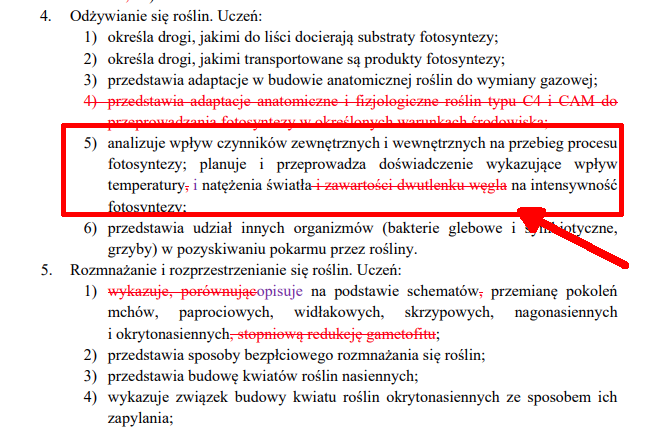 4. Odżywianie się roślin. Uczeń:
1) określa drogi, jakimi do liści docierają substraty fotosyntezy;
2) określa drogi, jakimi transportowane są produkty fotosyntezy;
3) przedstawia adaptacje w budowie anatomicznej roślin do wymiany gazowej;
4) przedstawia adaptacje anatomiczne i fizjologiczne roślin typu C4 i CAM do
przeprowadzania fotosyntezy w określonych warunkach środowiska;
5) analizuje wpływ czynników zewnętrznych i wewnętrznych na przebieg procesu
fotosyntezy; planuje i przeprowadza doświadczenie wykazujące wpływ
temperatury, i natężenia światła i zawartości dwutlenku węgla na intensywność
fotosyntezy;
6) przedstawia udział innych organizmów (bakterie glebowe i symbiotyczne,
grzyby) w pozyskiwaniu pokarmu przez rośliny.
5. Rozmnażanie i rozprzestrzenianie się roślin. Uczeń:
1) wykazuje, porównującopisuje na podstawie schematów, przemianę pokoleń
mchów, paprociowych, widłakowych, skrzypowych, nagonasiennych
i okrytonasiennych, stopniową redukcję gametofitu;
2) przedstawia sposoby bezpłciowego rozmnażania się roślin;
3) przedstawia budowę kwiatów roślin nasiennych;
4) wykazuje związek budowy kwiatu roślin okrytonasiennych ze sposobem ich
zapylania;